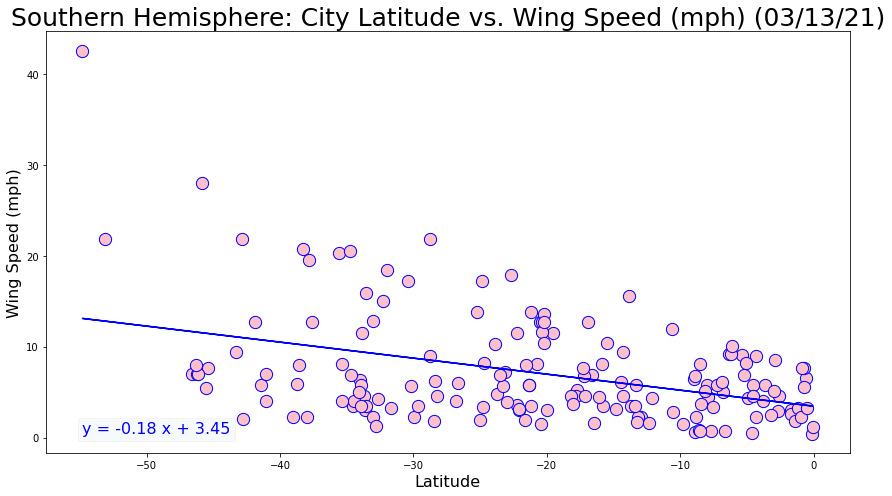 Southern Hemisphere: City Latitude vs. Wing Speed (mph) (03/13/21)
Wing Speed (mph)
40
30
20
10
0
y = -0.18 x + 3.45
−50
−40
−30
−20
−10
0
Latitude